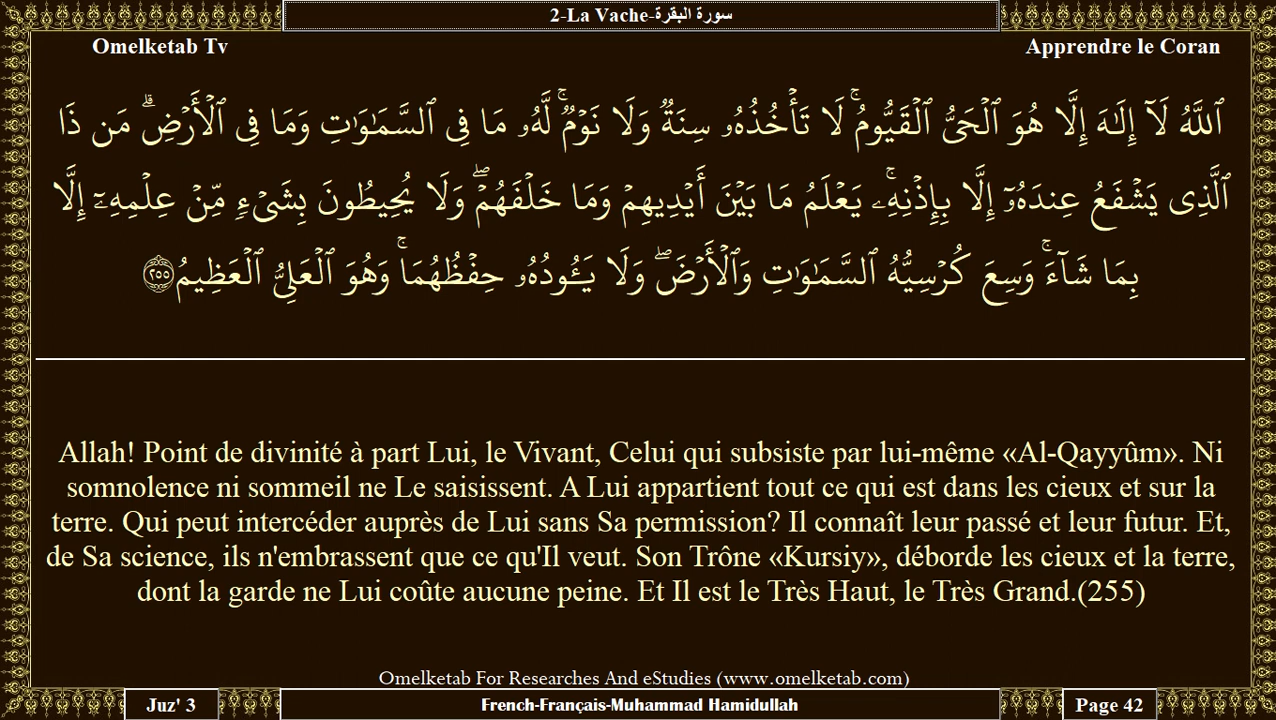 2-La Vache-سورة البقرة
Omelketab Tv
Apprendre le Coran
ٱللَّهُ لَآ إِلَٰهَ إِلَّا هُوَ ٱلْحَىُّ ٱلْقَيُّومُ ۚ لَا تَأْخُذُهُۥ سِنَةٌ وَلَا نَوْمٌ ۚ لَّهُۥ مَا فِى ٱلسَّمَٰوَٰتِ وَمَا فِى ٱلْأَرْضِ ۗ مَن ذَا
ٱلَّذِى يَشْفَعُ عِندَهُۥٓ إِلَّا بِإِذْنِهِۦ ۚ يَعْلَمُ مَا بَيْنَ أَيْدِيهِمْ وَمَا خَلْفَهُمْ ۖ وَلَا يُحِيطُونَ بِشَىْءٍ مِّنْ عِلْمِهِۦٓ إِلَّا
بِمَا شَآءَ ۚ وَسِعَ كُرْسِيُّهُ ٱلسَّمَٰوَٰتِ وَٱلْأَرْضَ ۖ وَلَا يَـُٔودُهُۥ حِفْظُهُمَا ۚ وَهُوَ ٱلْعَلِىُّ ٱلْعَظِيمُ ٢٥٥
Allah! Point de divinité à part Lui, le Vivant, Celui qui subsiste par lui-même «Al-Qayyûm». Ni
somnolence ni sommeil ne Le saisissent. A Lui appartient tout ce qui est dans les cieux et sur la
terre. Qui peut intercéder auprès de Lui sans Sa permission? Il connaît leur passé et leur futur. Et,
de Sa science, ils n'embrassent que ce qu'Il veut. Son Trône «Kursiy», déborde les cieux et la terre,
dont la garde ne Lui coûte aucune peine. Et Il est le Très Haut, le Très Grand.(255)
Omelketab For Researches And eStudies (www.omelketab.com)
Juz' 3
French-Français-Muhammad Hamidullah
Page 42